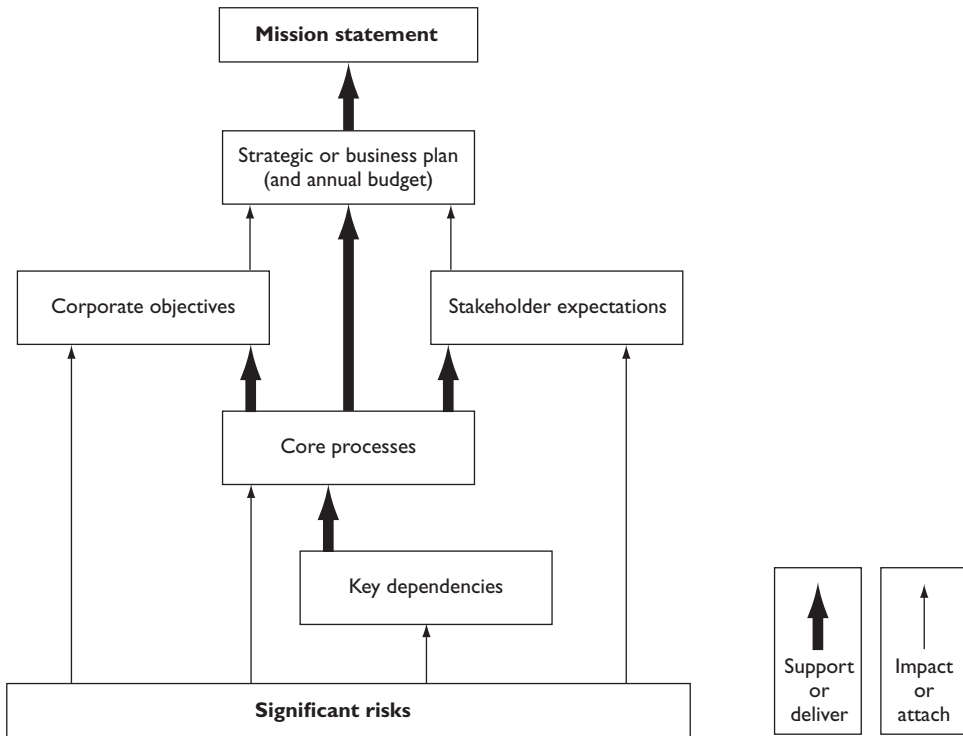 Mission statement
Strategic or business plan
(and annual budget)
Corporate objectives
Stakeholder expectations
Core processes
Key dependencies
Significant risks
Support
or
deliver
Impact
or
attach